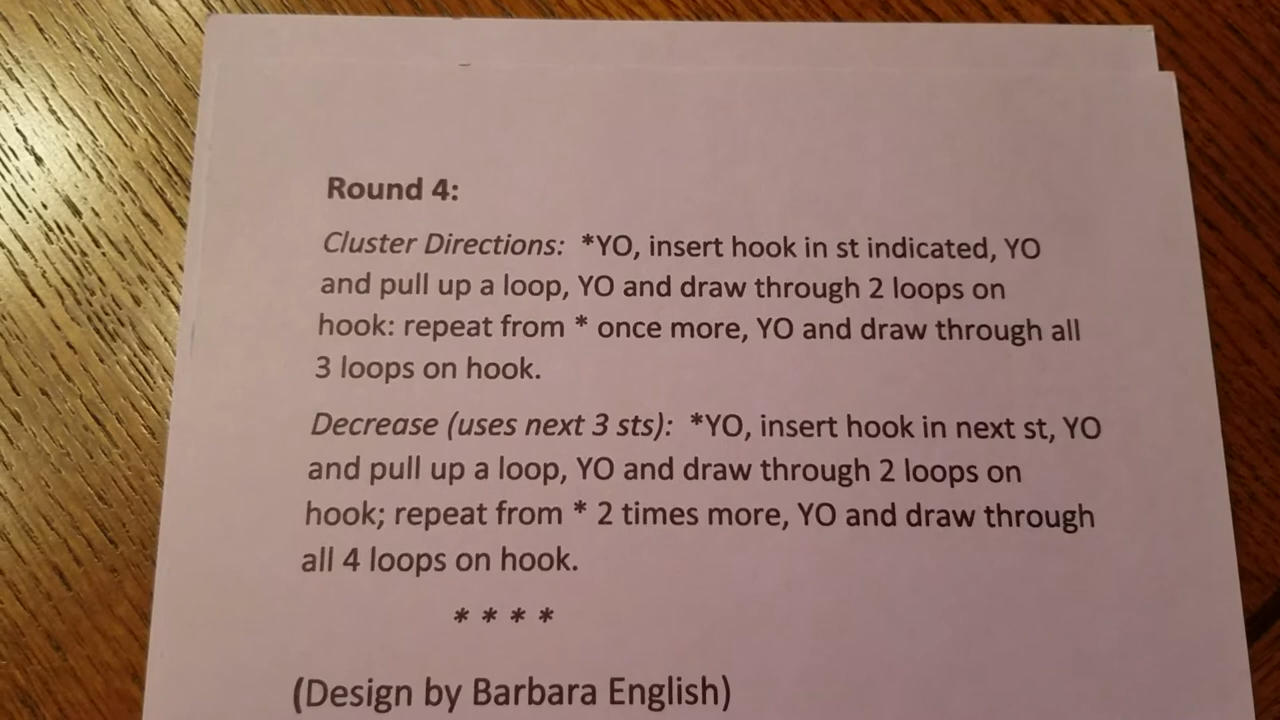 Round 4:
Cluster Directions: *YO, insert hook in st indicated, YO
and pull up a loop, YO and draw through 2 loops on
hook: repeat from * once more, YO and draw through all
3 loops on hook.
Decrease (uses next 3 sts): *YO, insert hook in next st, YO
and pull up a loop, YO and draw through 2 loops on
hook; repeat from * 2 times more, YO and draw through
all 4 loops on hook.
* * * *
(Design by Barbara English)